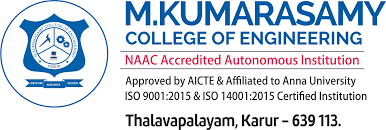 M.KUMARASAMY
COLLEGE OF ENGINEERING
NAAC Accredited Autonomous Institution
Approved by AICTE & Affiliated to Anna University
ISO 9001:2015 & ISO 14001:2015 Certified Institution
Thalavapalayam, Karur – 639 113.